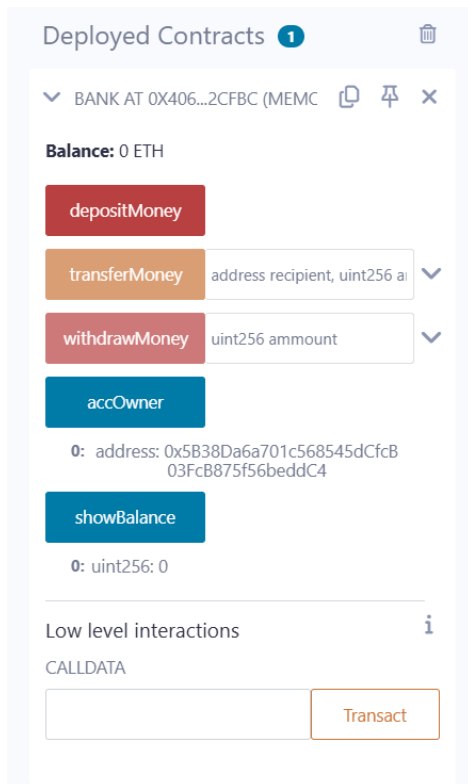 Deployed Contracts 1
BANK AT 0X406...2CFBC (MEMC
Balance: 0 ETH
depositMoney
transferMoney address recipient, uint256 a
withdrawMoney uint256 ammount
accOwner
0: address: 0x5B38Da6a701c568545dCfcB
03FcB875f56beddC4
showBalance
0: uint256: 0
Low level interactions i
CALLDATA
Transact